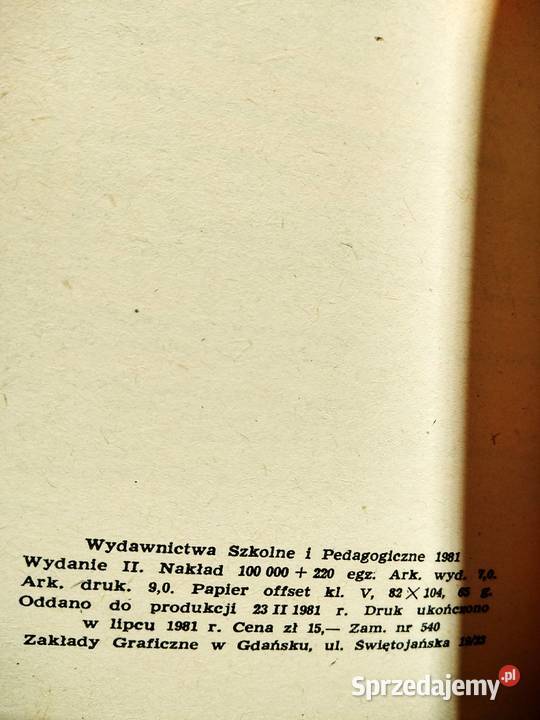 Wydawnictwa Szkolne i Pedagogiczne 1981
Wydanie II. Nakład 100 000 + 220 egz. Ark. wyd. 7,0.
Ark. druk. 9,0. Papier offset kl. V, 82 × 104, 65 g.
Oddano do produkcji 23 II 1981 r. Druk ukończono
w lipcu 1981 r. Cena zł 15,— Zam. nr 540
Zakłady Graficzne w Gdańsku, ul. Świętojańska 19/23
Sprzedajemy.pl